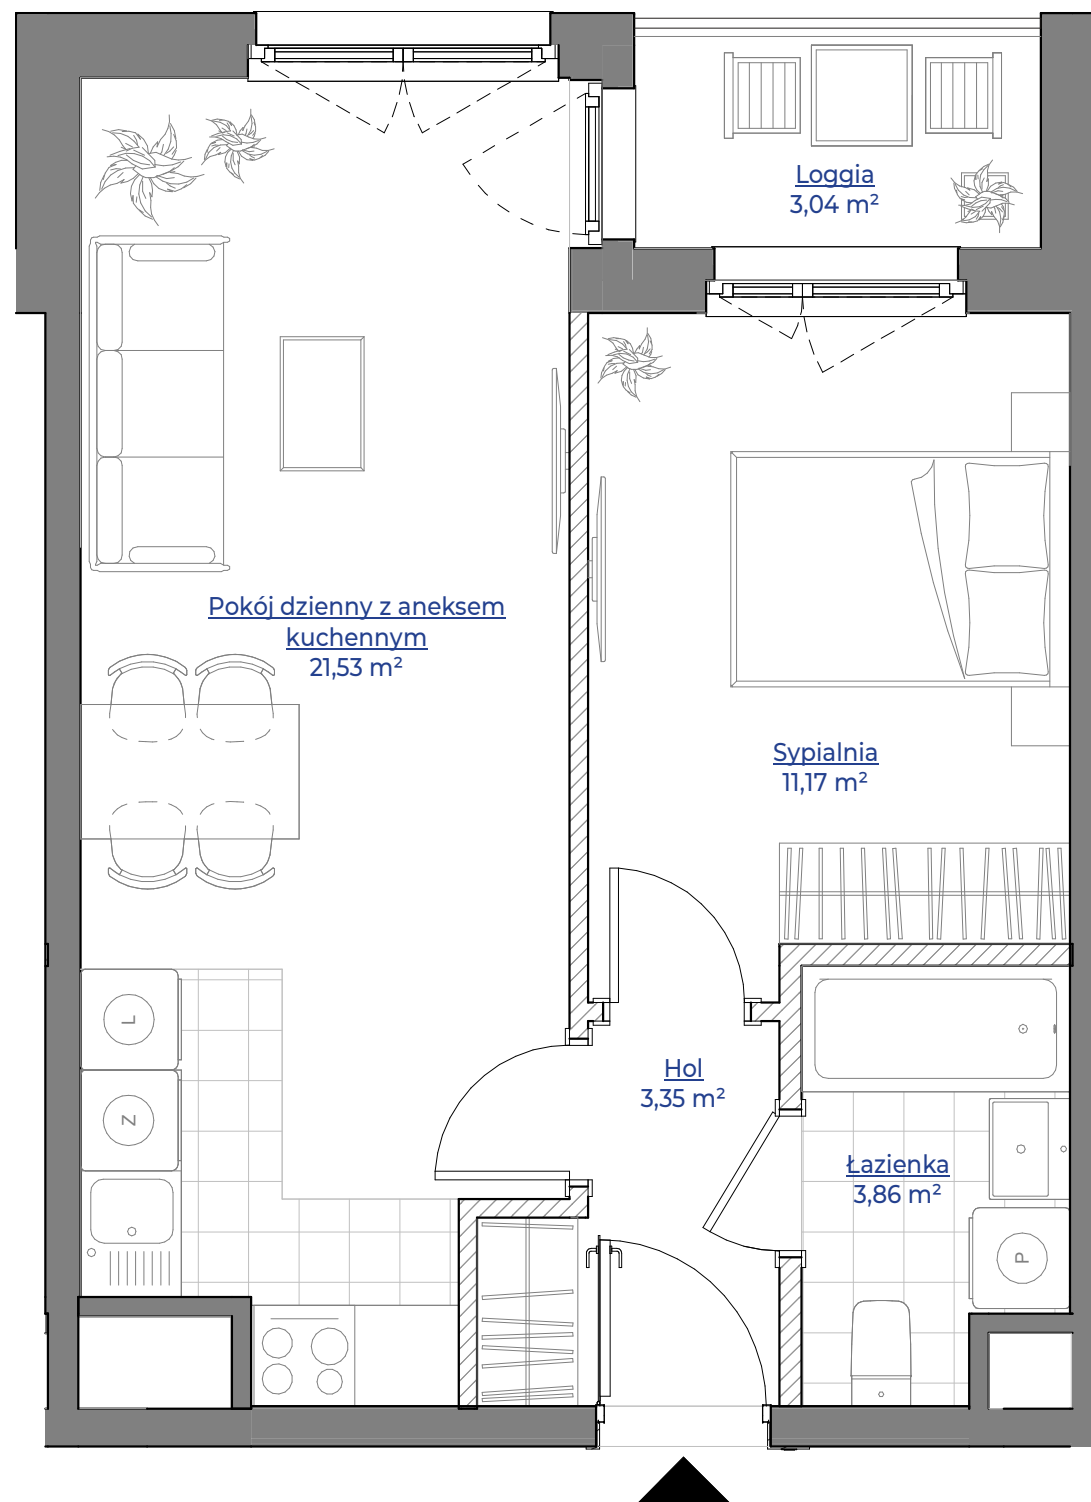 Loggia
3,04 m²
Pokój dzienny z aneksem
kuchennym
21,53 m²
Sypialnia
11,17 m²
L
Z
Hol
3,35 m²
Łazienka
3,86 m²
P